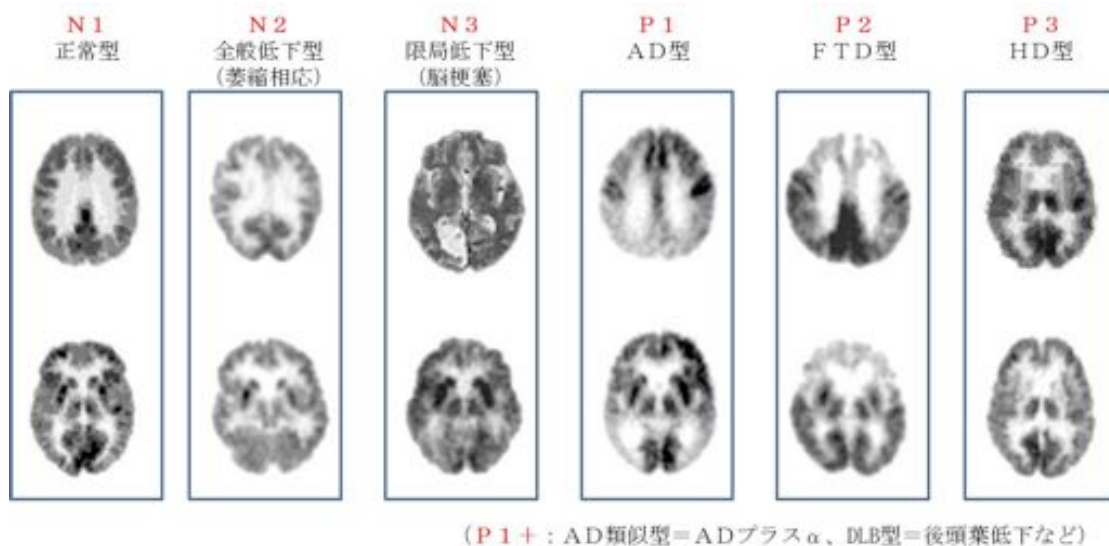 N1 N2 N3 P1 P2 P3
正常型 全般低下型 限局低下型 AD型 FTD型 HD型
(萎縮相応) (脳梗塞)
(P1+:AD類似型=ADプラスα、DLB型=後頭葉低下など)